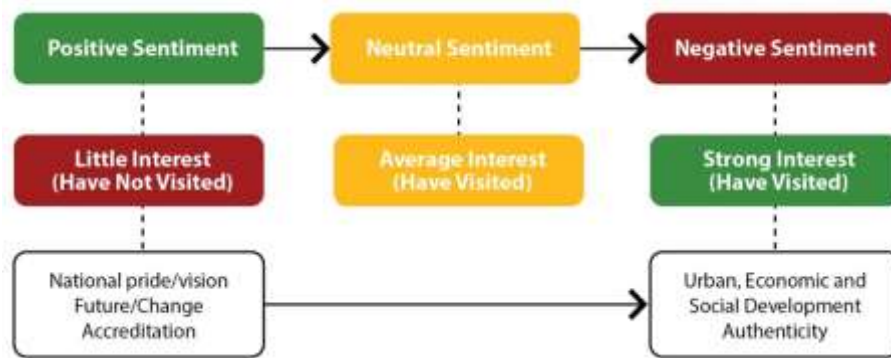 Positive Sentiment
Neutral Sentiment
Negative Sentiment
Little Interest
(Have Not Visited)
Average Interest
(Have Visited)
Strong Interest
(Have Visited)
National pride/vision
Future/Change
Accreditation
Urban, Economic and
Social Development
Authenticity